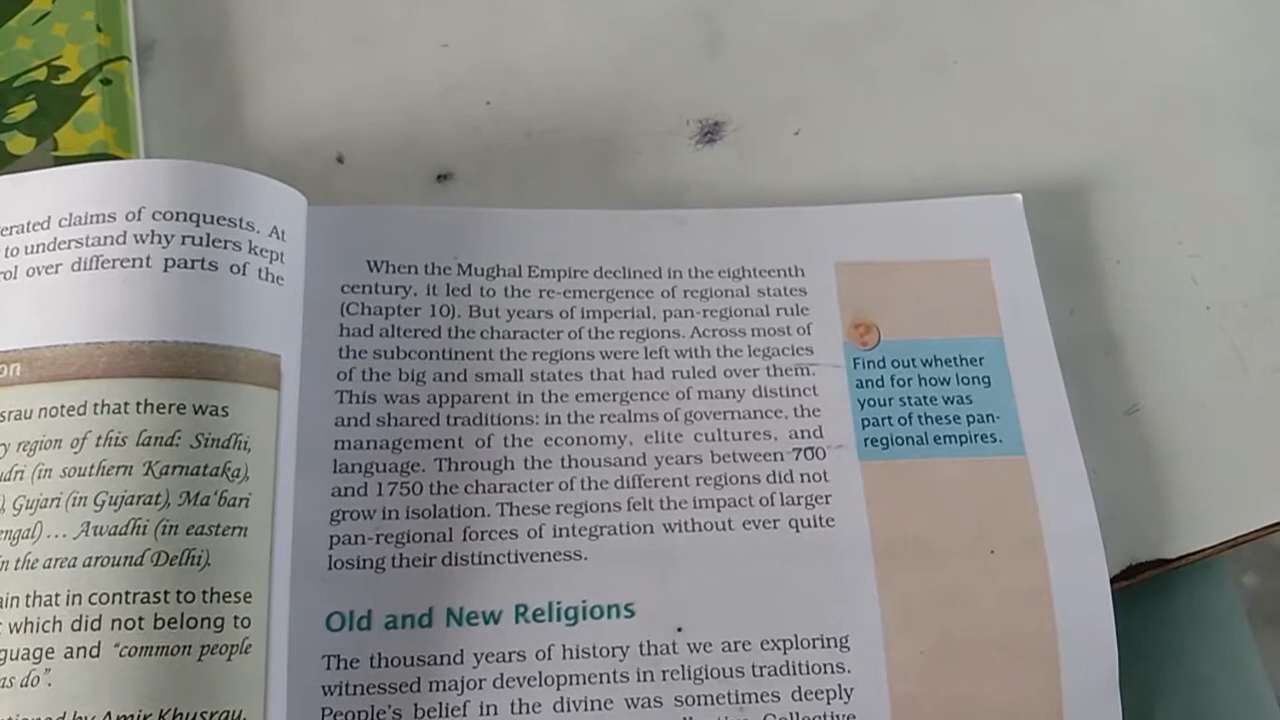 erated claims of conquests. At
to understand why rulers kept
rol over different parts of the
on
srau noted that there was
y region of this land: Sindhi,
dri (in southern Karnataka),
), Gujari (in Gujarat), Ma‘bari
engal) ... Awadhi (in eastern
n the area around Delhi).
ain that in contrast to these
which did not belong to
guage and “common people
as do”.
by Amir Khusrau.
When the Mughal Empire declined in the eighteenth
century, it led to the re-emergence of regional states
(Chapter 10). But years of imperial, pan-regional rule
had altered the character of the regions. Across most of
the subcontinent the regions were left with the legacies
of the big and small states that had ruled over them.
This was apparent in the emergence of many distinct
and shared traditions: in the realms of governance, the
management of the economy, elite cultures, and
language. Through the thousand years between 700
and 1750 the character of the different regions did not
grow in isolation. These regions felt the impact of larger
pan-regional forces of integration without ever quite
losing their distinctiveness.
Old and New Religions
The thousand years of history that we are exploring
witnessed major developments in religious traditions.
People’s belief in the divine was sometimes deeply
Collective
?
Find out whether
and for how long
your state was
part of these pan-
regional empires.